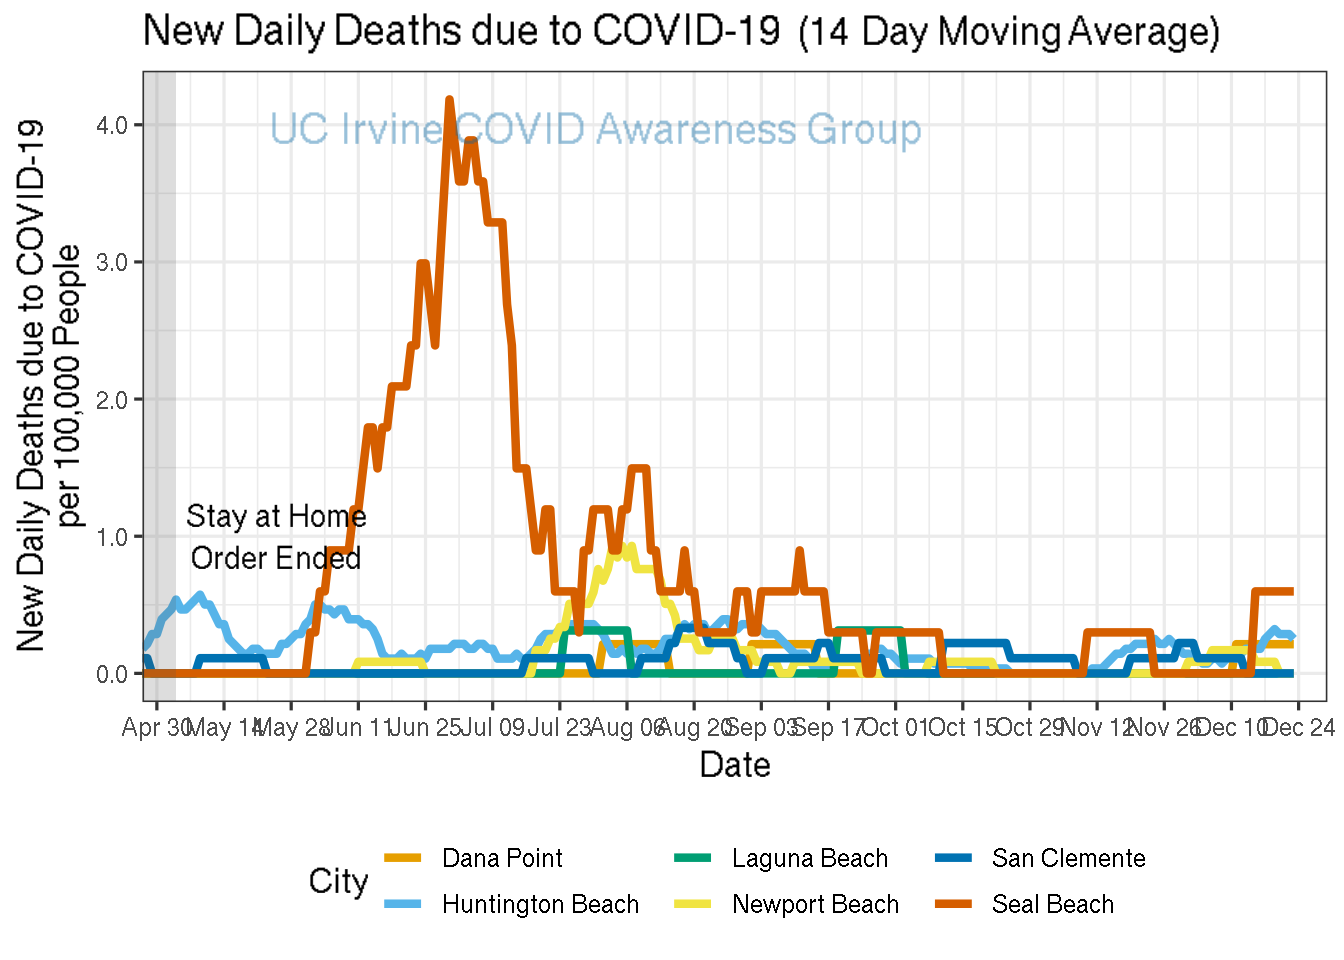 New Daily Deaths due to COVID-19 (14 Day Moving Average)
UC Irvine COVID Awareness Group
New Daily Deaths due to COVID-19
per 100,000 People
4.0
3.0
2.0
1.0
0.0
Stay at Home
Order Ended
Apr 30 May 14 May 28 Jun 11 Jun 25 Jul 09 Jul 23 Aug 06 Aug 20 Sep 03 Sep 17 Oct 01 Oct 15 Oct 29 Nov 12 Nov 26 Dec 10 Dec 24
Date
City
Dana Point
Laguna Beach
San Clemente
Huntington Beach
Newport Beach
Seal Beach